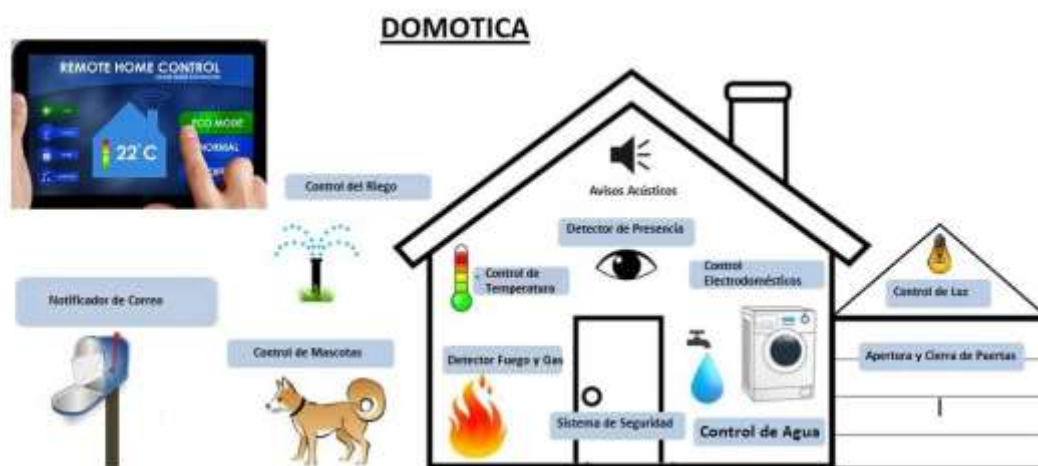 DOMOTICA
REMOTE HOME CONTROL
ECO MODE
NORMAL
22°C
Control del Riego
Avisos Acústicos
Detector de Presencia
Control de
Temperatura
Control
Electrodomésticos
Control de Luz
Notificador de Correo
Control de Mascotas
Detector Fuego y Gas
Apertura y Cierra de Puertas
Sistema de Seguridad
Control de Agua